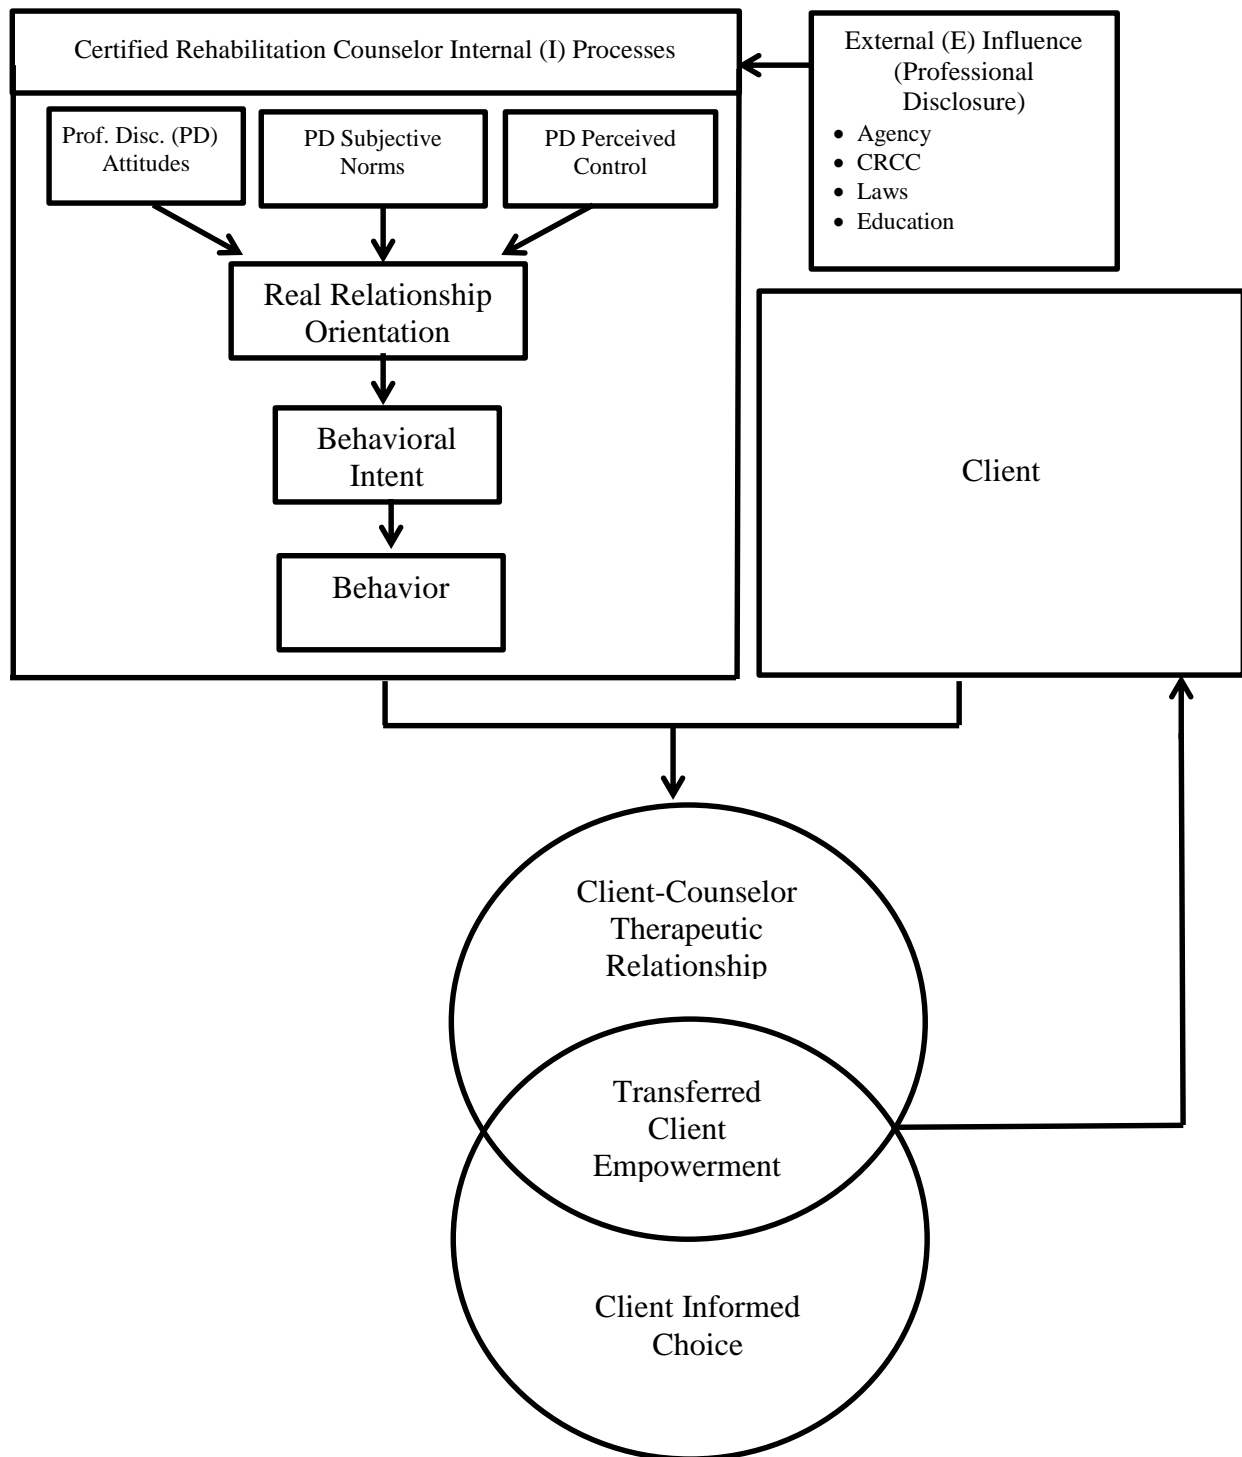 Certified Rehabilitation Counselor Internal (I) Processes
External (E) Influence
(Professional
Disclosure)
• Agency
• CRCC
• Laws
• Education
Prof. Disc. (PD)
Attitudes
PD Subjective
Norms
PD Perceived
Control
Real Relationship
Orientation
Behavioral
Intent
Behavior
Client
Client-Counselor
Therapeutic
Relationship
Transferred
Client
Empowerment
Client Informed
Choice